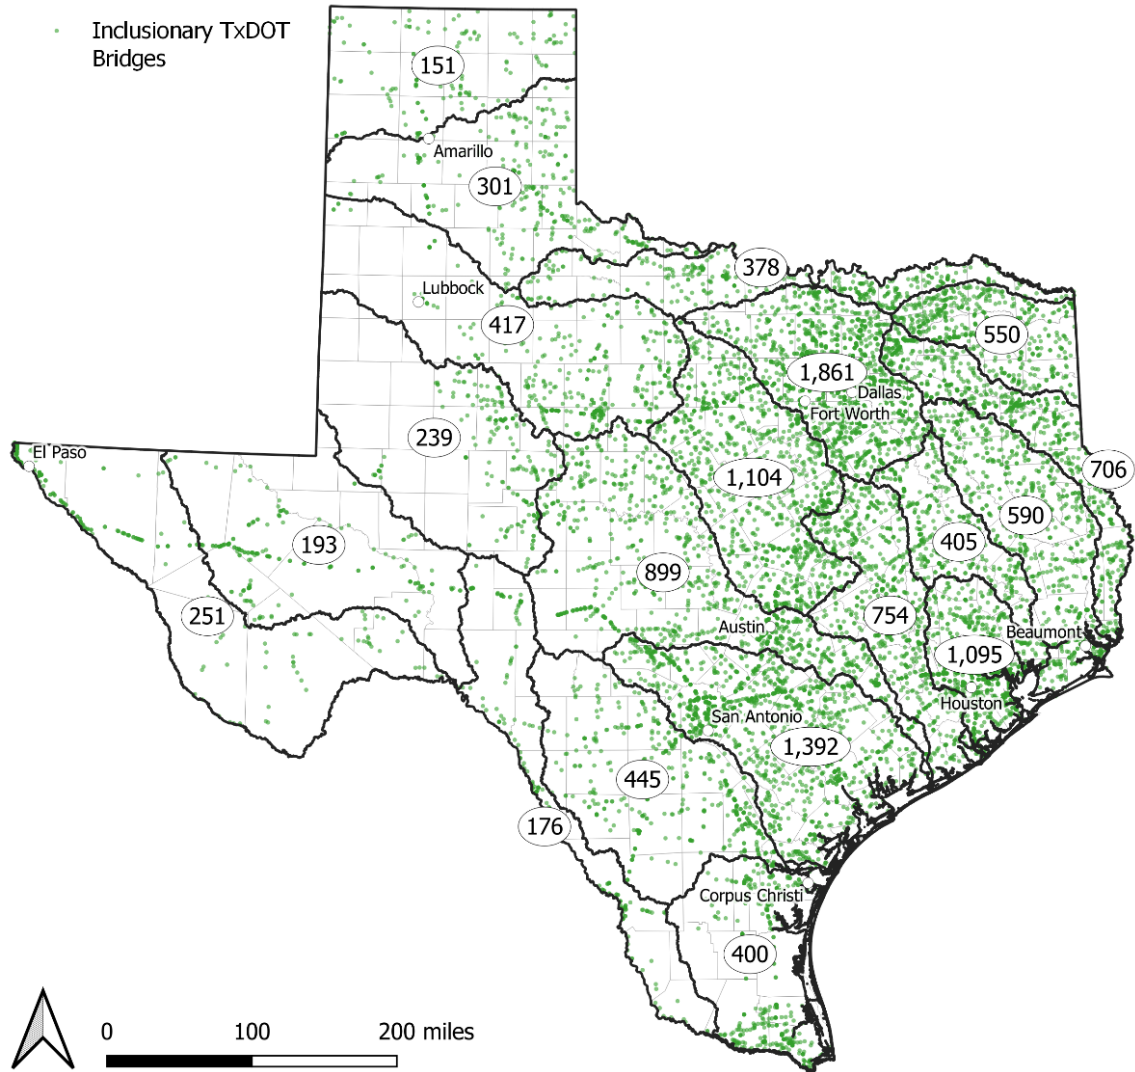 Inclusionary TxDOT
Bridges
151
Amarillo
301
378
Lubbock
417
550
1,861
Dallas
Fort Worth
239
El Paso
706
1,104
590
193
405
899
251
754
Austin
Beaumont
1,095
Houston
San Antonio
1,392
445
176
Corpus Christi
400
0 100 200 miles